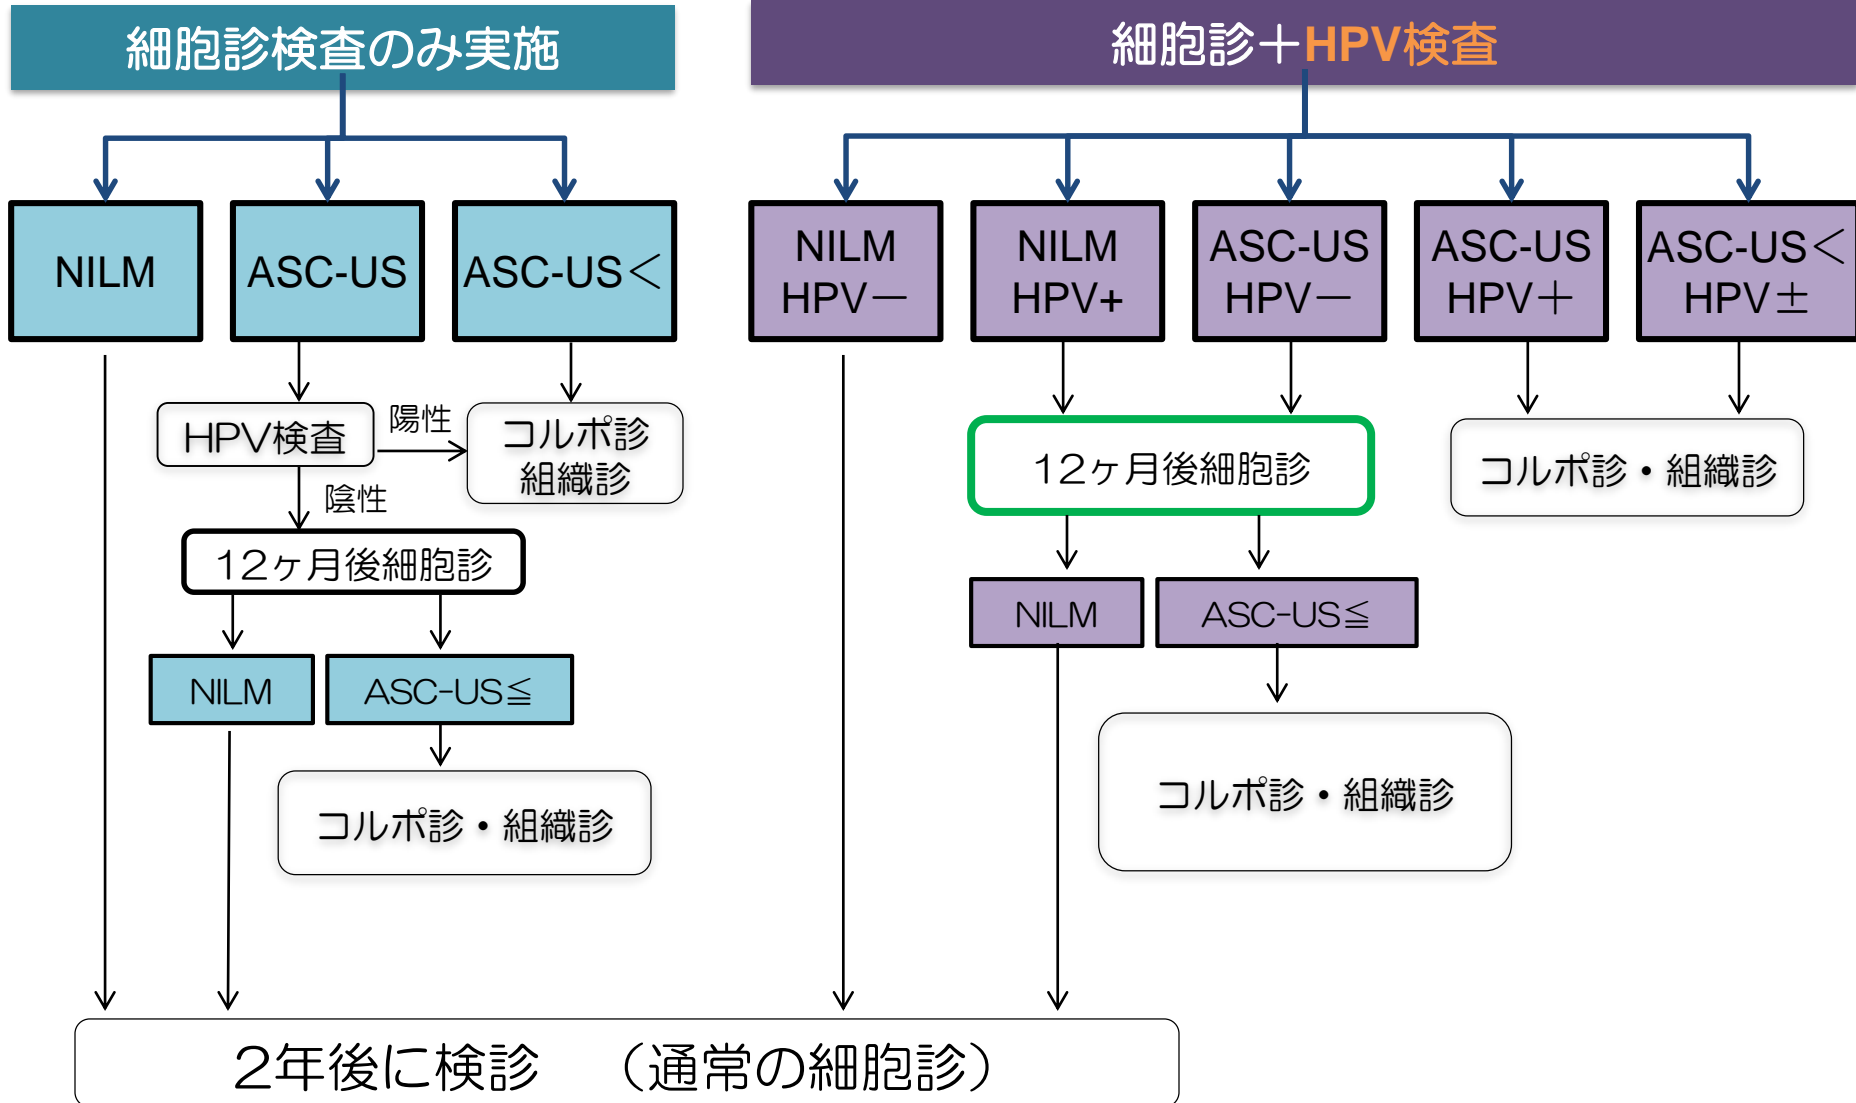 細胞診検査のみ実施
細胞診＋HPV検査
NILM
ASC-US
ASC-US＜
NILM
HPV－
NILM
HPV+
ASC-US
HPV－
ASC-US
HPV＋
ASC-US＜
HPV±
HPV検査
陽性
コルポ診
組織診
陰性
12ヶ月後細胞診
NILM
ASC-US≦
コルポ診・組織診
12ヶ月後細胞診
コルポ診・組織診
NILM
ASC-US≦
コルポ診・組織診
2年後に検診　（通常の細胞診）